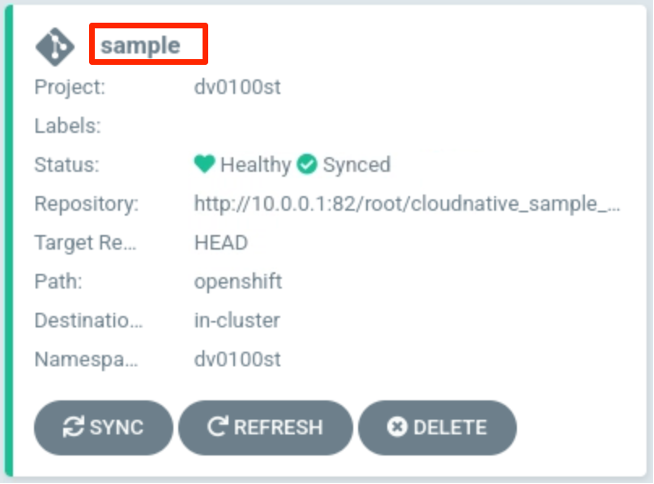 sample
Project: dv0100st
Labels:
Status: Healthy Synced
Repository: http://10.0.0.1:82/root/cloudnative_sample_...
Target Re... HEAD
Path: openshift
Destinatio... in-cluster
Namespa... dv0100st
SYNC REFRESH DELETE